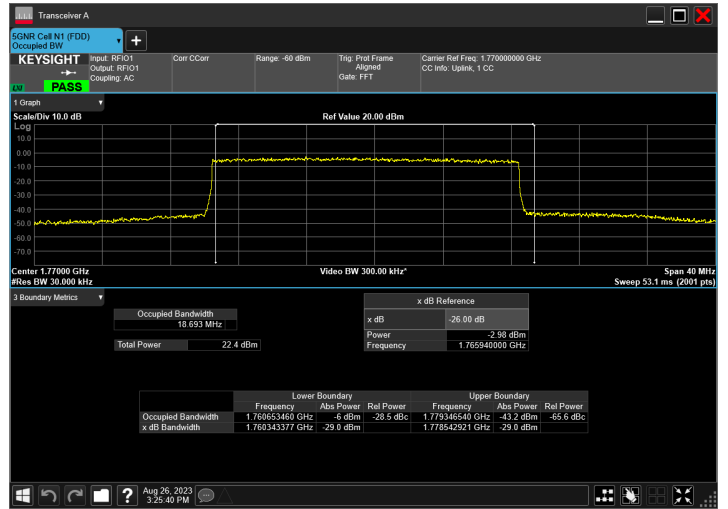 Transceiver A
5GNR Cell N1 (FDD)
Occupied BW
KEYSIGHT
LXI
PASS
Input: RFIO1
Output: RFIO1
Coupling: AC
Corr CCorr
Range: -60 dBm
Trig: Prot Frame
Aligned
Gate: FFT
Carrier Ref Freq: 1.770000000 GHz
CC Info: Uplink, 1 CC
1 Graph
Scale/Div 10.0 dB
Ref Value 20.00 dBm
Log
10.0
0.00
-10.0
-20.0
-30.0
-40.0
-50.0
-60.0
-70.0
Center 1.77000 GHz
#Res BW 30.000 kHz
Video BW 300.00 kHz*
Span 40 MHz
Sweep 53.1 ms (2001 pts)
3 Boundary Metrics
Occupied Bandwidth
18.693 MHz
Total Power 22.4 dBm
x dB Reference
x dB -26.00 dB
Power -2.98 dBm
Frequency 1.765940000 GHz
Lower Boundary Upper Boundary
Frequency Abs Power Rel Power Frequency Abs Power Rel Power
Occupied Bandwidth 1.760653460 GHz -6 dBm -28.5 dBc 1.779346540 GHz -43.2 dBm -65.6 dBc
x dB Bandwidth 1.760343377 GHz -29.0 dBm 1.778542921 GHz -29.0 dBm
Aug 26, 2023
3:25:40 PM